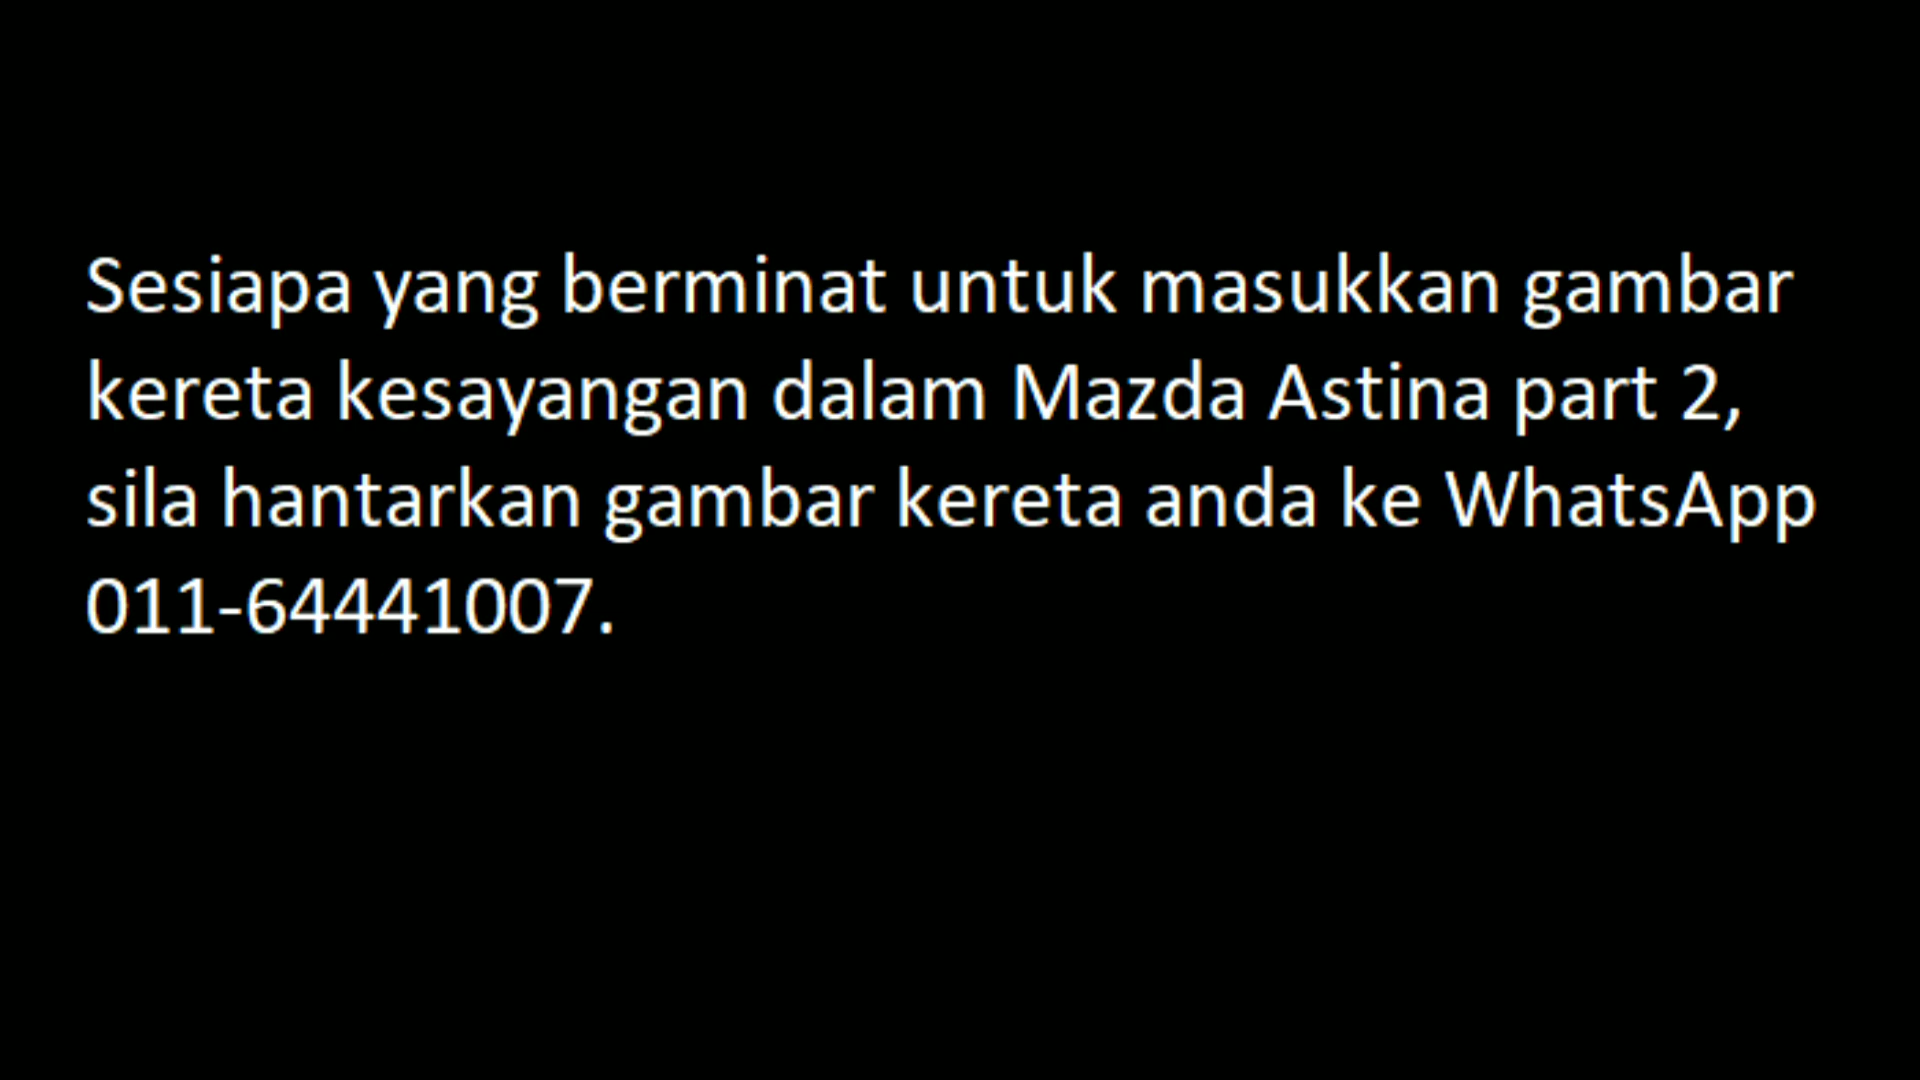 Sesiapa yang berminat untuk masukkan gambar
kereta kesayangan dalam Mazda Astina part 2,
sila hantarkan gambar kereta anda ke WhatsApp
011-64441007.